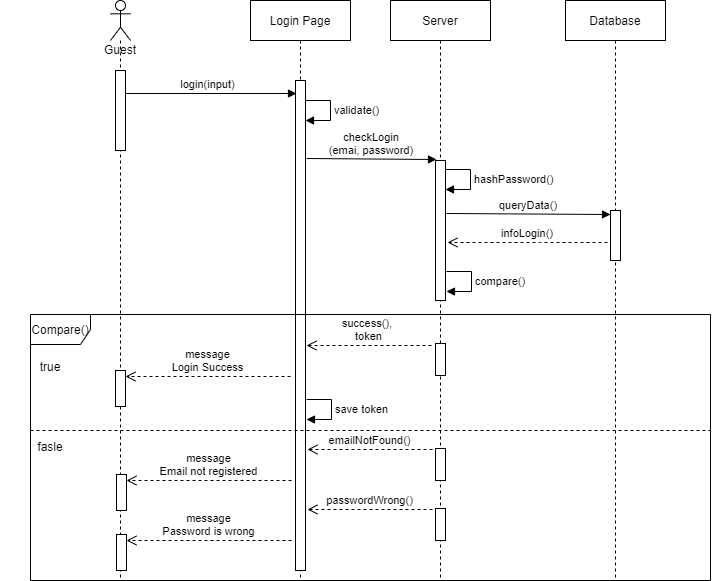 Login Page
Server
Database
Guest
login(input)
validate()
checkLogin
(emai, password)
hashPassword()
queryData()
infoLogin()
compare()
Compare()
success(),
token
true
message
Login Success
save token
fasle
emailNotFound()
message
Email not registered
passwordWrong()
message
Password is wrong